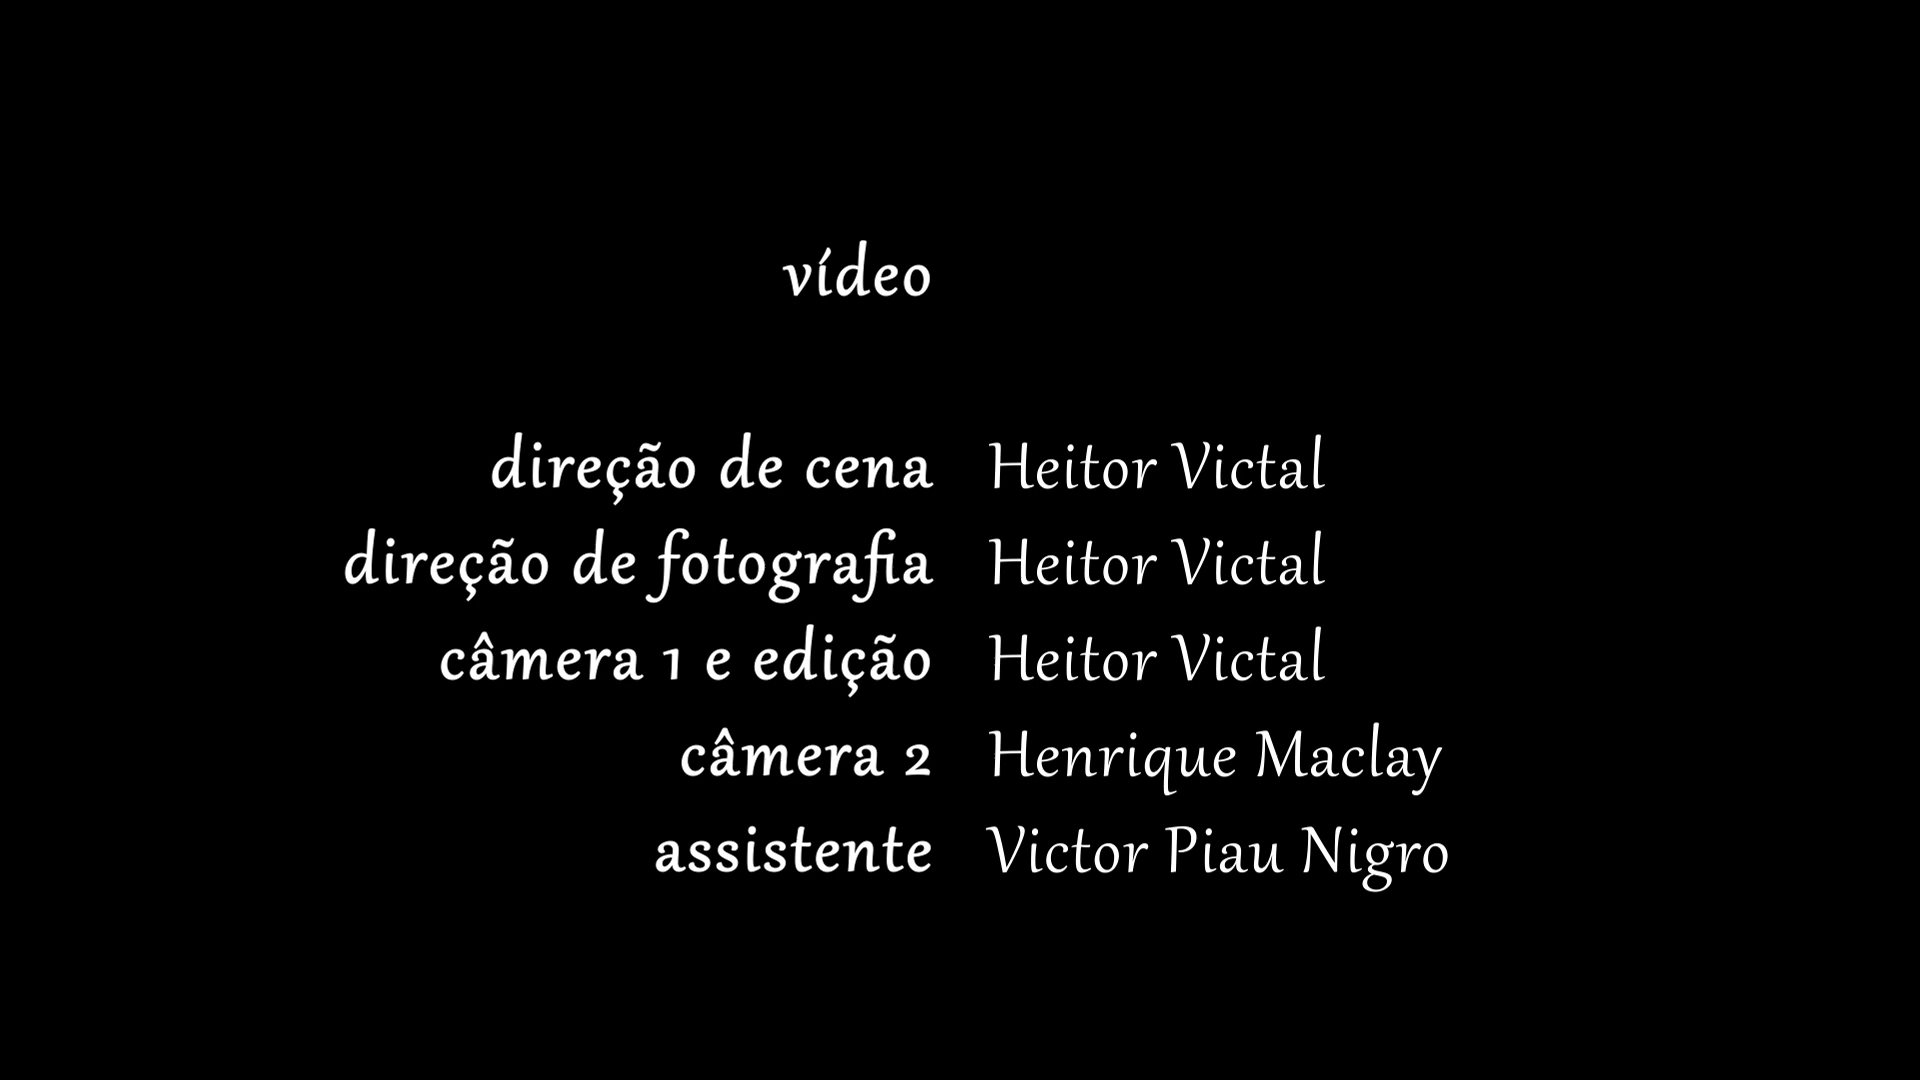 vídeo
direção de cena Heitor Victal
direção de fotografia Heitor Victal
câmera 1 e edição Heitor Victal
câmera 2 Henrique Maclay
assistente Victor Piau Nigro